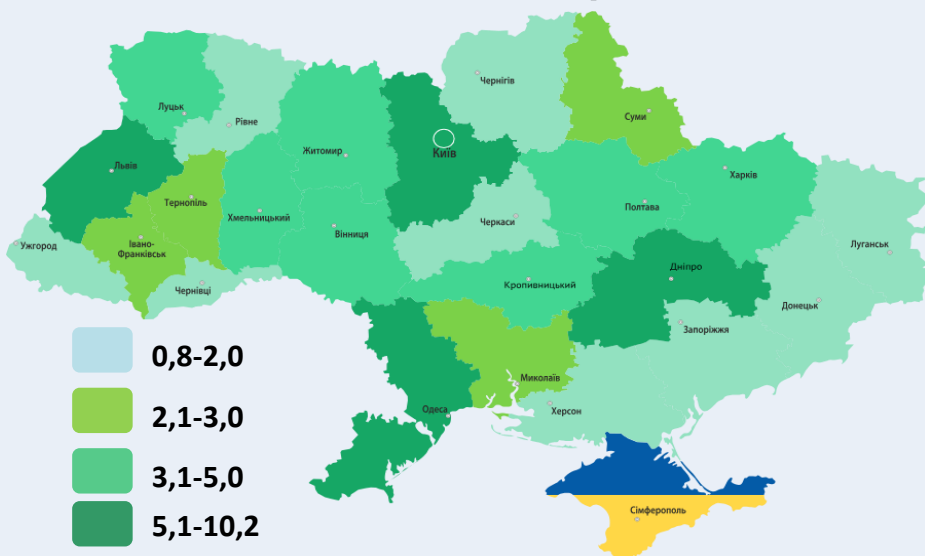 Чернігів
Луцьк
Рівне
Суми
Житомир
Київ
Львів
Харків
Тернопіль
Хмельницький
Полтава
Черкаси
Вінниця
Ужгород
Івано-
Франківськ
Луганськ
Дніпро
Чернівці
Кропивницький
Донецьк
Запоріжжя
0,8-2,0
Миколаїв
2,1-3,0
Одеса
Херсон
3,1-5,0
Сімферополь
5,1-10,2